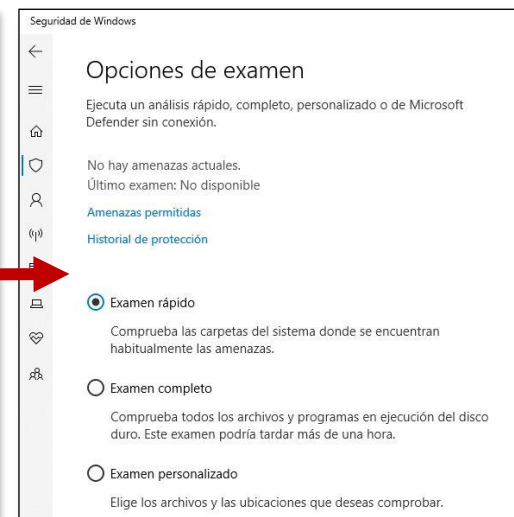 Seguridad de Windows
Opciones de examen
Ejecuta un análisis rápido, completo, personalizado o de Microsoft
Defender sin conexión.
No hay amenazas actuales.
Último examen: No disponible
Amenazas permitidas
Historial de protección
Examen rápido
Comprueba las carpetas del sistema donde se encuentran
habitualmente las amenazas.
Examen completo
Comprueba todos los archivos y programas en ejecución del disco
duro. Este examen podría tardar más de una hora.
Examen personalizado
Elige los archivos y las ubicaciones que deseas comprobar.